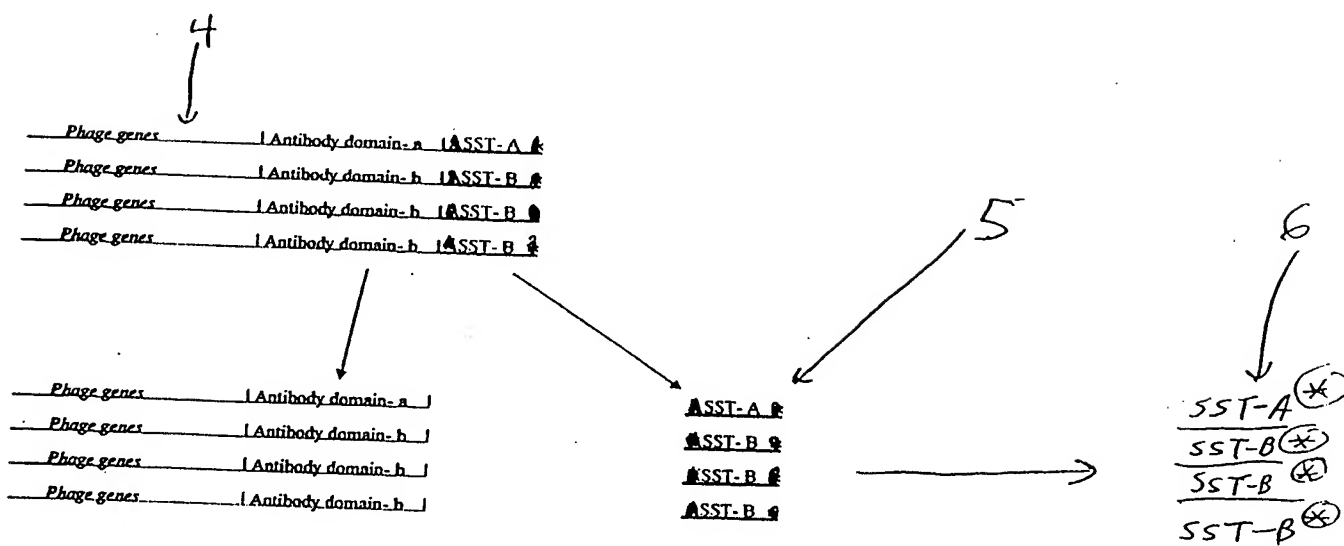 4
Phage genes Antibody domain- a SST-A
Phage genes Antibody domain- b SST-B
Phage genes Antibody domain- b SST-B
Phage genes Antibody domain- b SST-B
5
6
Phage genes Antibody domain- a
Phage genes Antibody domain- b
Phage genes Antibody domain- b
Phage genes Antibody domain- b
SST-A
SST-B
SST-B
SST-B
SST-A *
SST-B *
SST-B *
SST-B *